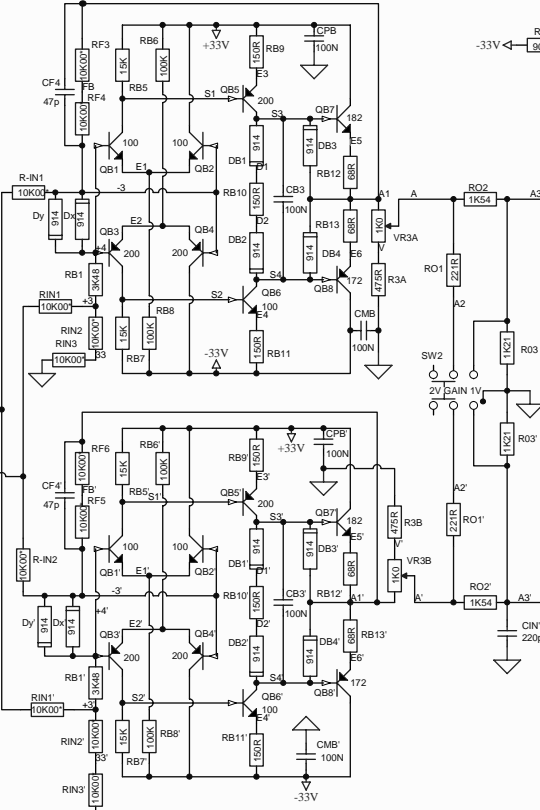 RF3
RB6
+33V
RB9
150R
CPB
100N
-33V
R
90
10K00*
15K
100K
CF4
FB
RB5
47p
RF4
10K00
S1
QB5
E3
200
S3
QB7
182
100
100
914
DB1
D1
914
DB3
E5
QB1
E1
QB2
RB12
68R
R-IN1
10K00*
-3
RB10
150R
CB3
100N
A1
A
RO2
1K54
A3
Dy
914
Dx
914
E2
D2
RB13
68R
1K0
V
VR3A
QB3
QB4
DB2
914
914
DB4
E6
+4
200
200
S4
QB8
172
RO1
221R
RB1
3K48
475R
R3A
RIN1
10K00*
+3
S2
QB6
100
E4
A2
RIN2
10K00*
RB8
CMB
100N
RIN3
10K00*
33
15K
RB7
100K
-33V
150R
RB11
SW2
1K21
R03
2V GAIN 1V
RF6
RB6'
RB9'
150R
+33V
CPB'
100N
1K21
R03'
10K00*
15K
100K
CF4'
FB'
RB5'
47p
RF5
10K00
S1'
QB5'
E3'
200
S3'
QB7'
182
A2'
475R
R3B
V'
221R
RO1'
100
100
914
DB1'
D1'
914
DB3'
E5'
R-IN2
10K00*
QB1'
E1'
QB2'
68R
1K0
VR3B
-3'
RB10'
150R
CB3'
100N
RB12'
A1'
A'
RO2'
1K54
A3'
Dy'
914
Dx'
914
+4'
E2'
D2'
68R
RB13'
CIN'
220p
QB3'
QB4'
DB2'
914
914
DB4'
E6'
200
200
S4'
QB8'
172
RB1'
3K48
RIN1'
10K00*
+3'
S2'
QB6'
100
E4'
RIN2'
10K00*
33'
15K
RB7'
100K
RB8'
RB11'
150R
CMB'
100N
RIN3'
10K00*
-33V